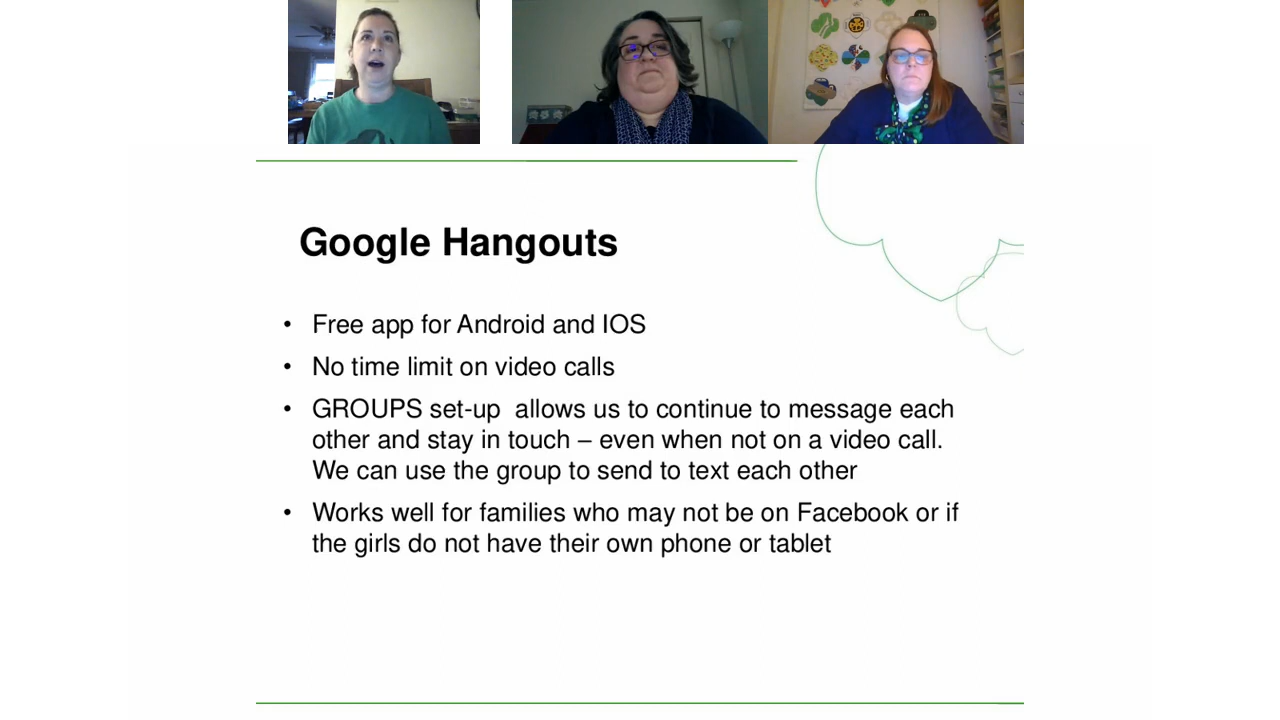 Google Hangouts
• Free app for Android and IOS
• No time limit on video calls
• GROUPS set-up  allows us to continue to message each
other and stay in touch – even when not on a video call.
We can use the group to send to text each other
• Works well for families who may not be on Facebook or if
the girls do not have their own phone or tablet